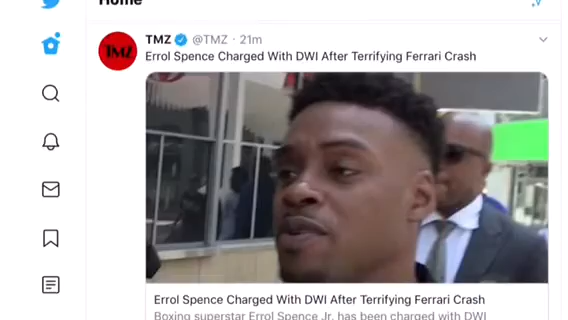 Home
TMZ @TMZ · 21m
TMZ
Errol Spence Charged With DWI After Terrifying Ferrari Crash
Errol Spence Charged With DWI After Terrifying Ferrari Crash
Boxing superstar Errol Spence Jr. has been charged with DWI